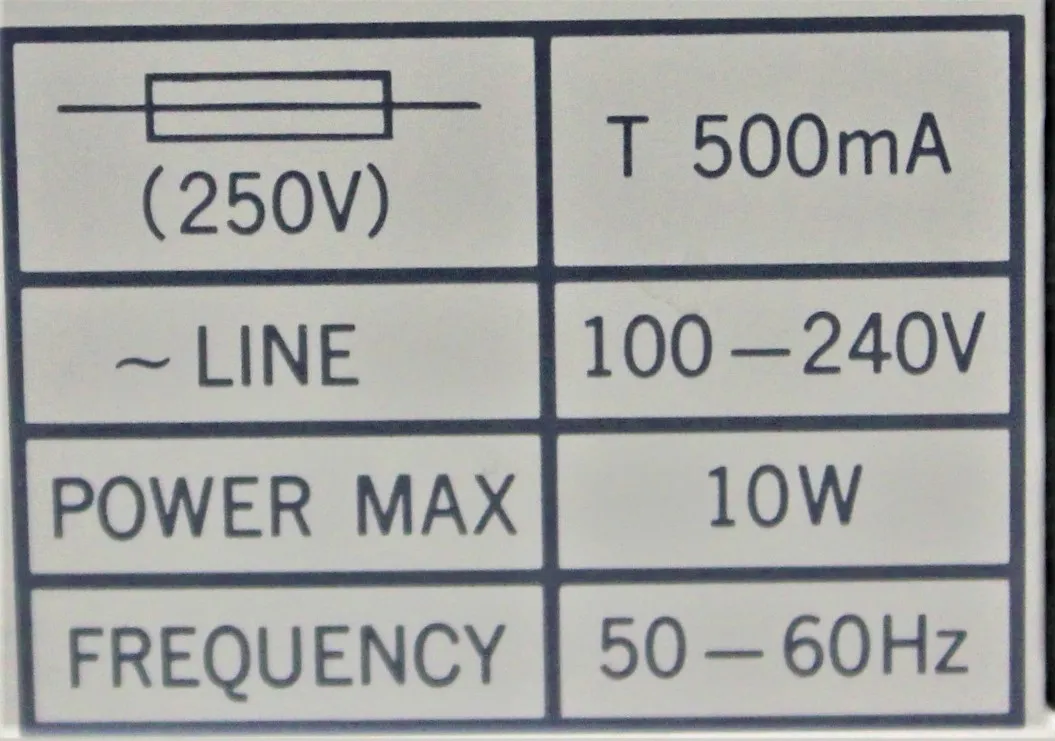 T 500mA
(250V)
~ LINE 100-240V
POWER MAX 10W
FREQUENCY 50-60Hz